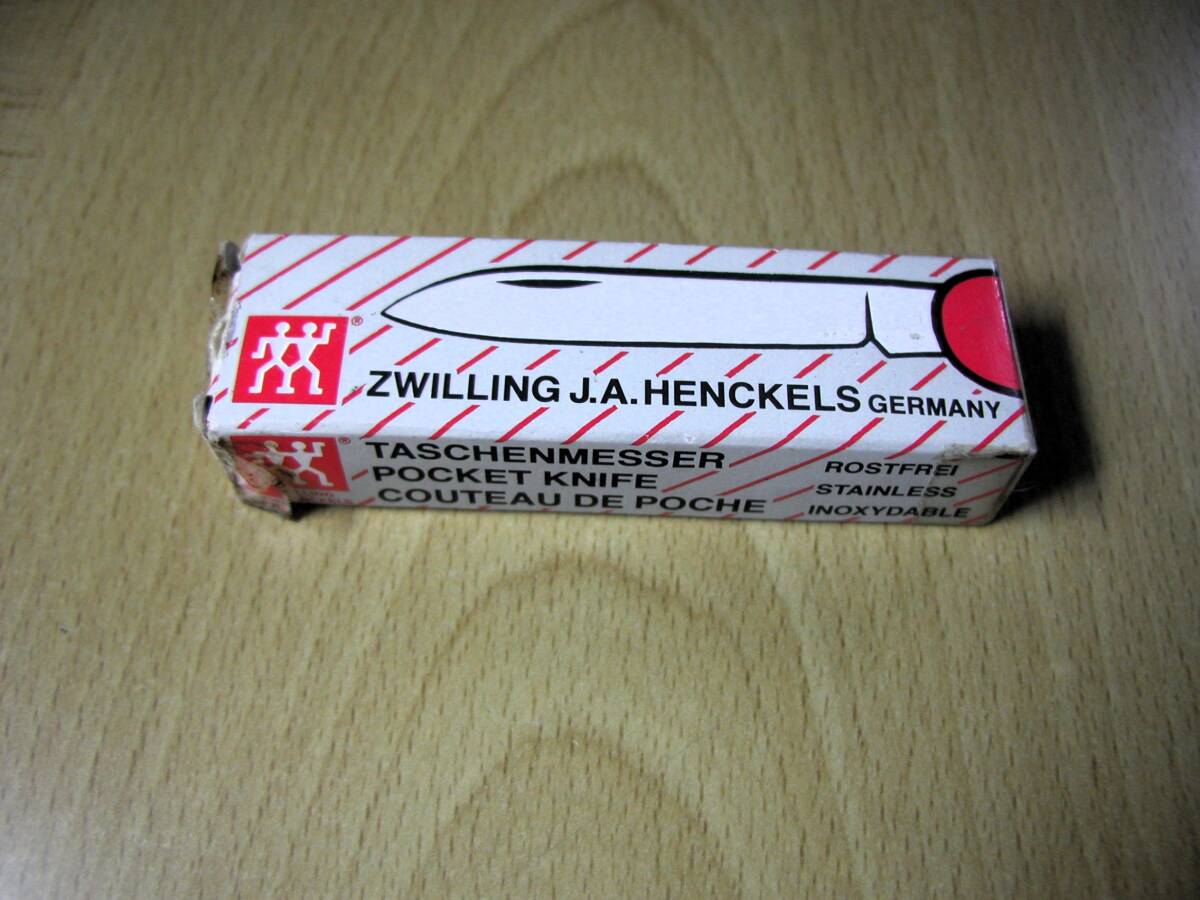 ®
ZWILLING J.A. HENCKELS GERMANY
®
TASCHENMESSER
POCKET KNIFE
COUTEAU DE POCHE
ROSTFREI
STAINLESS
INOXYDABLE